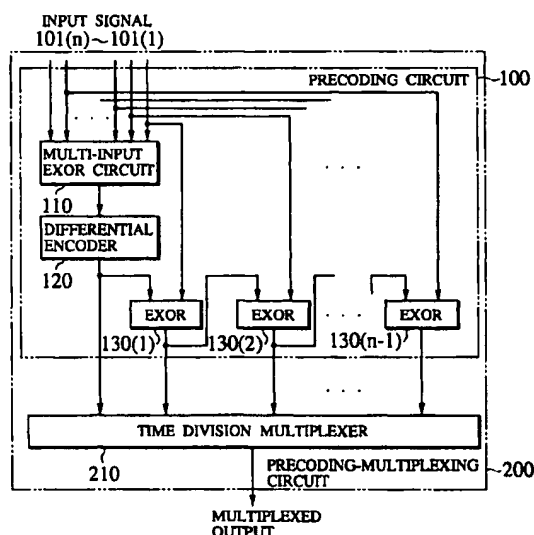 INPUT SIGNAL
101(n)~101(1)
PRECODING CIRCUIT
100
. . .
MULTI-INPUT
EXOR CIRCUIT
. . .
110
DIFFERENTIAL
ENCODER
120
EXOR
EXOR
. . .
EXOR
130(1)
130(2)
130(n-1)
. . .
TIME DIVISION MULTIPLEXER
210
PRECODING-MULTIPLEXING
CIRCUIT
200
MULTIPLEXED
OUTPUT